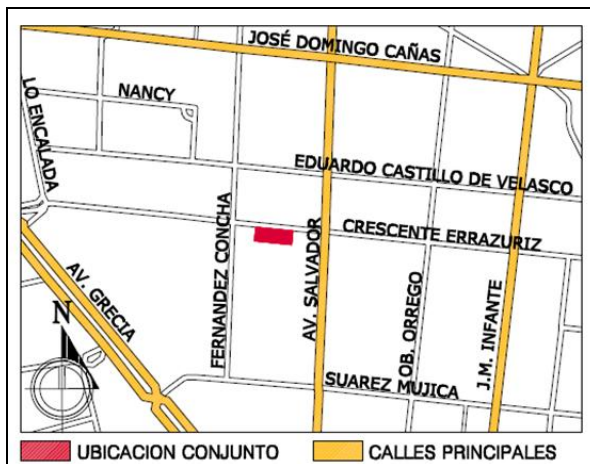 JOSÉ DOMINGO CAÑAS
NANCY
LO ENCALADA
EDUARDO CASTILLO DE VELASCO
CRESCENTE ERRAZURIZ
FERNANDEZ CONCHA
AV. SALVADOR
AV. GRECIA
OB. ORREGO
J.M. INFANTE
N
SUAREZ MUJICA
UBICACION CONJUNTO
CALLES PRINCIPALES